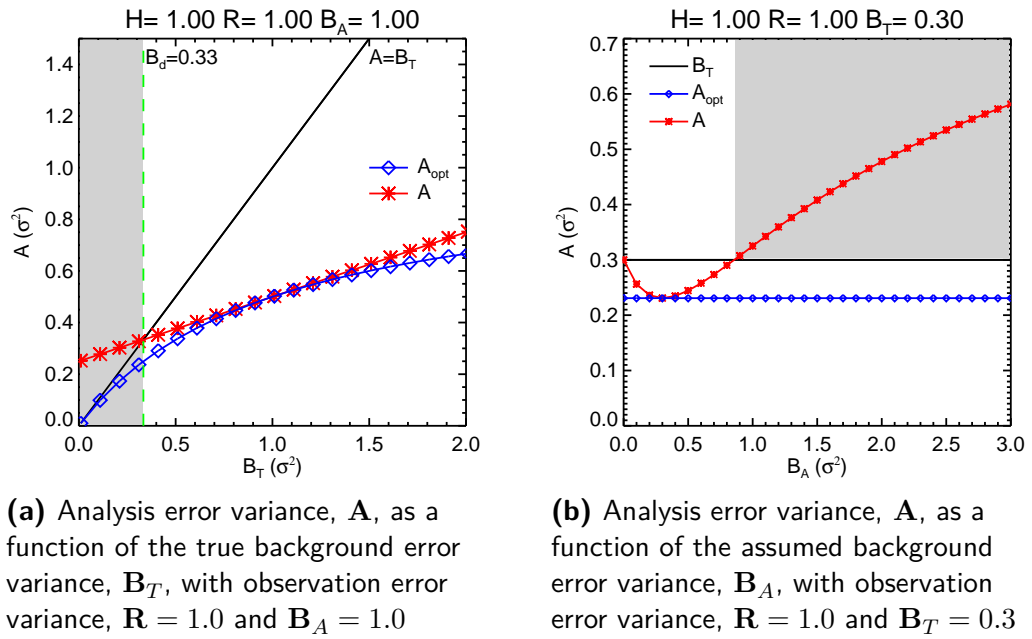 H= 1.00 R= 1.00 B_A= 1.00
B_d=0.33
A=B_T
A_opt
A
A (σ²)
1.4
1.2
1.0
0.8
0.6
0.4
0.2
0.0
0.0 0.5 1.0 1.5 2.0
B_T (σ²)
(a) Analysis error variance, A, as a
function of the true background error
variance, B_T, with observation error
variance, R = 1.0 and B_A = 1.0
H= 1.00 R= 1.00 B_T= 0.30
B_T
A_opt
A
A (σ²)
0.7
0.6
0.5
0.4
0.3
0.2
0.1
0.0
0.0 0.5 1.0 1.5 2.0 2.5 3.0
B_A (σ²)
(b) Analysis error variance, A, as a
function of the assumed background
error variance, B_A, with observation
error variance, R = 1.0 and B_T = 0.3